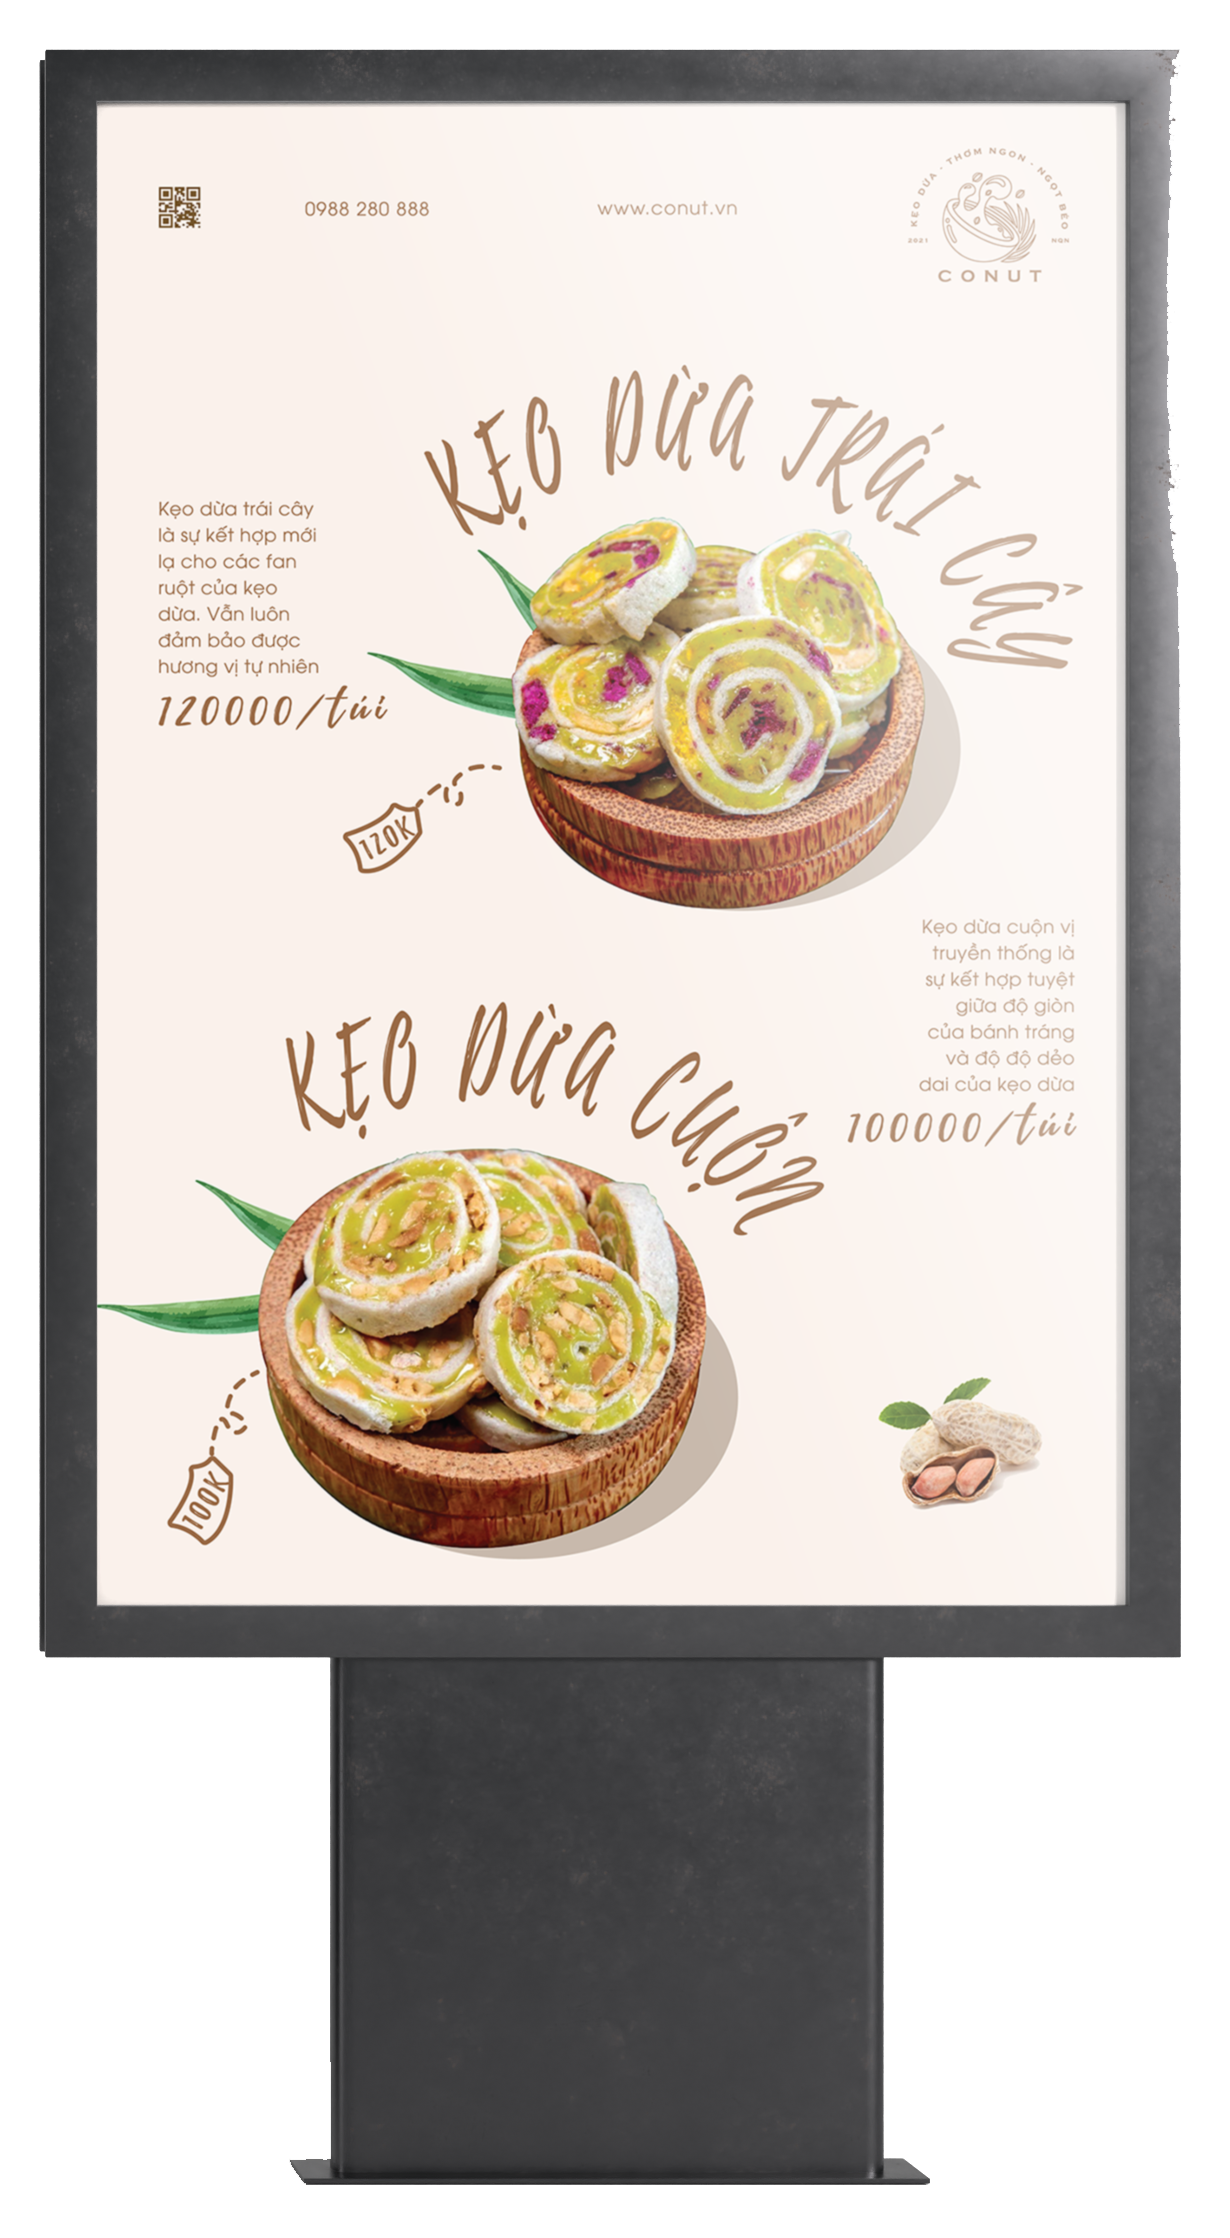 0988 280 888
www.conut.vn
KẸO DỪA · THƠM NGON · NGỌT BÉO
2021
NGN
CONUT
KẸO DỪA TRÁI CÂY
Kẹo dừa trái cây
là sự kết hợp mới
lạ cho các fan
ruột của kẹo
dừa. Vẫn luôn
đảm bảo được
hương vị tự nhiên
120000/túi
120K
Kẹo dừa cuộn vị
truyền thống là
sự kết hợp tuyệt
giữa độ giòn
của bánh tráng
và độ độ dẻo
dai của kẹo dừa
100000/túi
KẸO DỪA CUỘN
100K